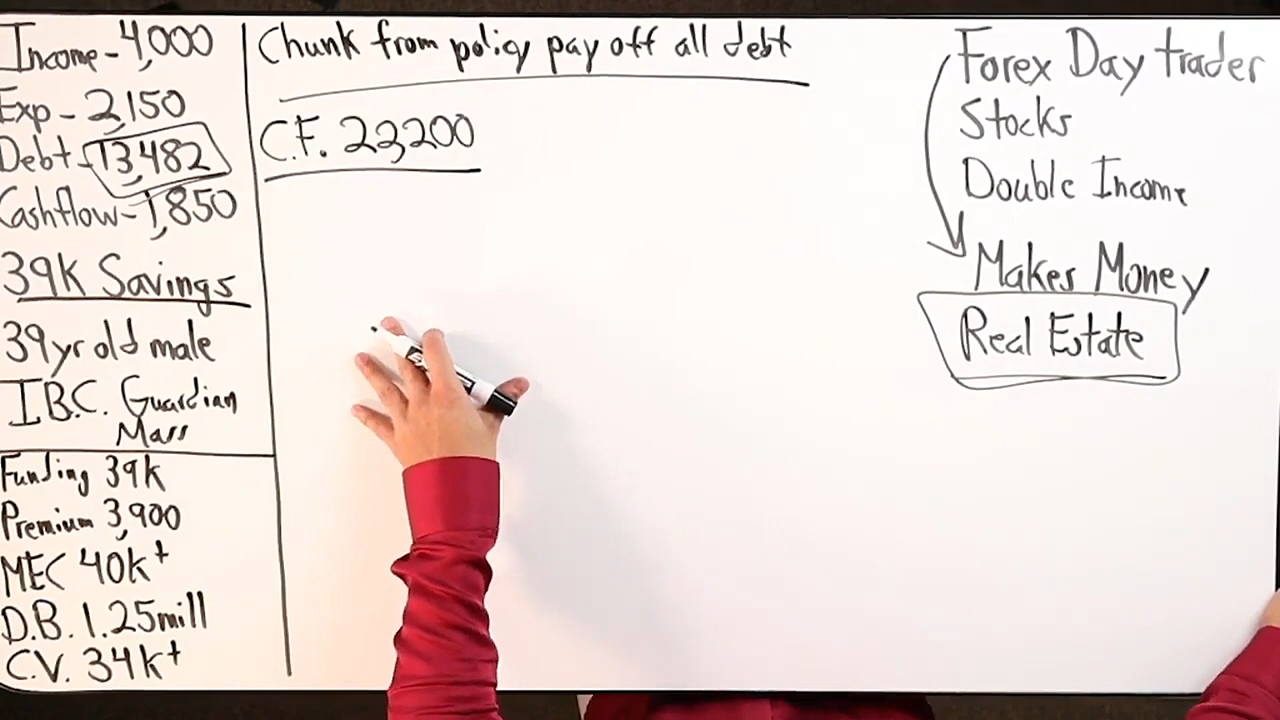 Income - 4,000
Exp - 2,150
Debt - 13,482
Cashflow - 1,850
39K Savings
39yr old male
I.B.C. Guardian
Mass
Funding 39k
Premium 3,900
MEC 40k+
D.B. 1.25mill
C.V. 34k+
Chunk from policy pay off all debt
C.F. 23,200
Forex Day trader
Stocks
Double Income
Makes Money
Real Estate